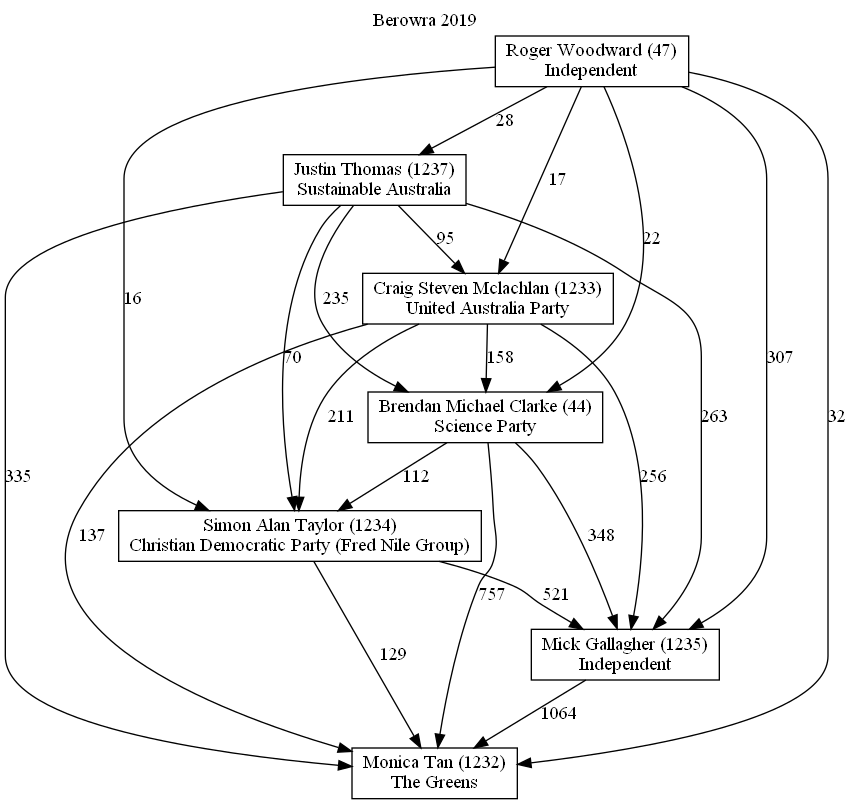 Berowra 2019
Roger Woodward (47)
Independent
28
Justin Thomas (1237)
Sustainable Australia
17
95
22
16
235
Craig Steven Mclachlan (1233)
United Australia Party
70
158
307
211
263
32
Brendan Michael Clarke (44)
Science Party
335
112
256
137
348
Simon Alan Taylor (1234)
Christian Democratic Party (Fred Nile Group)
757
521
129
Mick Gallagher (1235)
Independent
1064
Monica Tan (1232)
The Greens